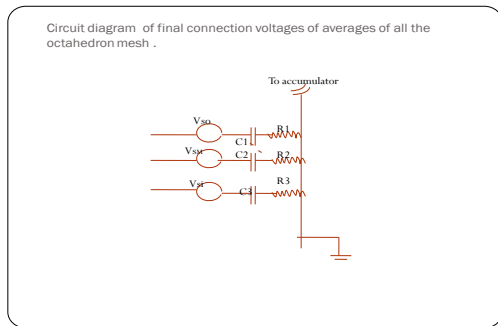 Circuit diagram of final connection voltages of averages of all the
octahedron mesh .
To accumulator
Vso
C1
R1
VSM
C2
R2
Vsi
C3
R3